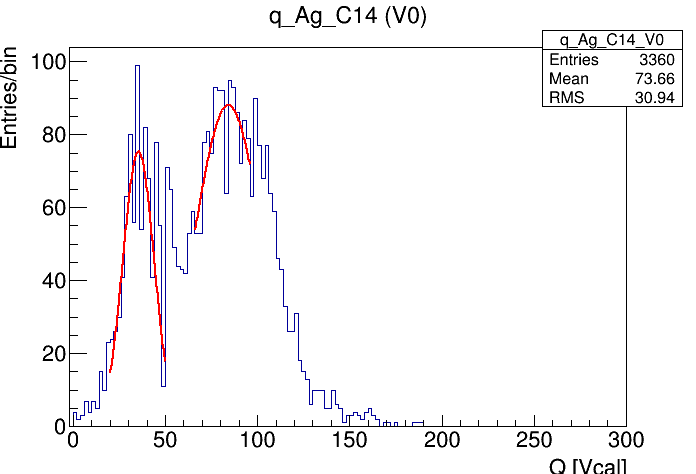 q_Ag_C14 (V0)
q_Ag_C14_V0
Entries 3360
Mean 73.66
RMS 30.94
Entries/bin
100
80
60
40
20
0
0 50 100 150 200 250 300
Q [Vcal]